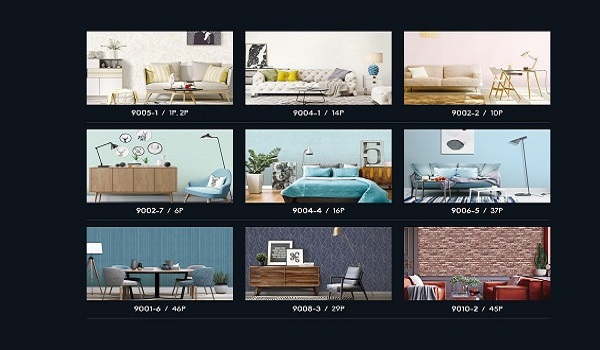 9005-1 / 1P, 2P
9004-1 / 14P
9002-2 / 10P
9002-7 / 6P
5
9004-4 / 16P
9006-5 / 37P
9001-6 / 46P
9008-3 / 29P
9010-2 / 45P